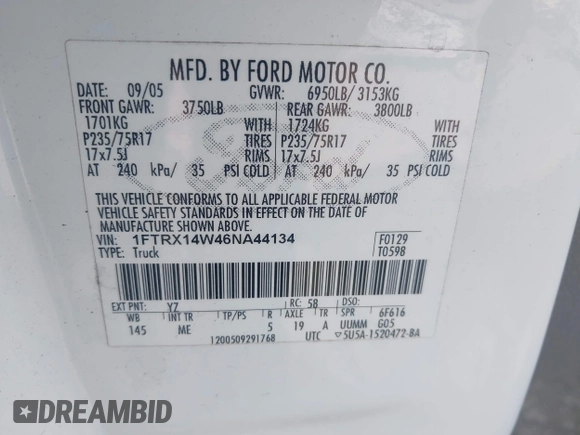 MFD. BY FORD MOTOR CO.
DATE: 09/05 GVWR: 6950LB/ 3153KG
FRONT GAWR: 3750LB REAR GAWR: 3800LB
1701KG WITH 1724KG WITH
P235/75R17 TIRES P235/75R17 TIRES
17x7.5J RIMS 17x7.5J RIMS
AT 240 kPa/ 35 PSI COLD AT 240 kPa/ 35 PSI COLD
THIS VEHICLE CONFORMS TO ALL APPLICABLE FEDERAL MOTOR
VEHICLE SAFETY STANDARDS IN EFFECT ON THE DATE OF
MANUFACTURE SHOWN ABOVE.
VIN: 1FTRX14W46NA44134 F0129
TYPE: Truck T0598
EXT PNT: YZ RC: 58 DSO:
WB INT TR TP/PS R AXLE TR SPR 6F616
145 ME 5 19 A UUMM G05
1200509291768 UTC ▽5U5A-1520472-BA
DREAMBID